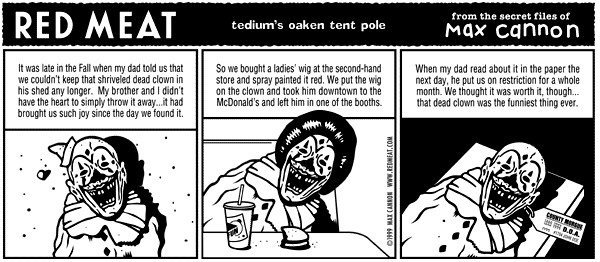 RED MEAT
tedium's oaken tent pole
from the secret files of
Max cannon
It was late in the Fall when my dad told us that
we couldn't keep that shriveled dead clown in
his shed any longer. My brother and I didn't
have the heart to simply throw it away...it had
brought us such joy since the day we found it.
So we bought a ladies' wig at the second-hand
store and spray painted it red. We put the wig
on the clown and took him downtown to the
McDonald's and left him in one of the booths.
©1999 MAX CANNON WWW.REDMEAT.COM
When my dad read about it in the paper the
next day, he put us on restriction for a whole
month. We thought it was worth it, though...
that dead clown was the funniest thing ever.
COUNTY MORGUE
D.O.A.